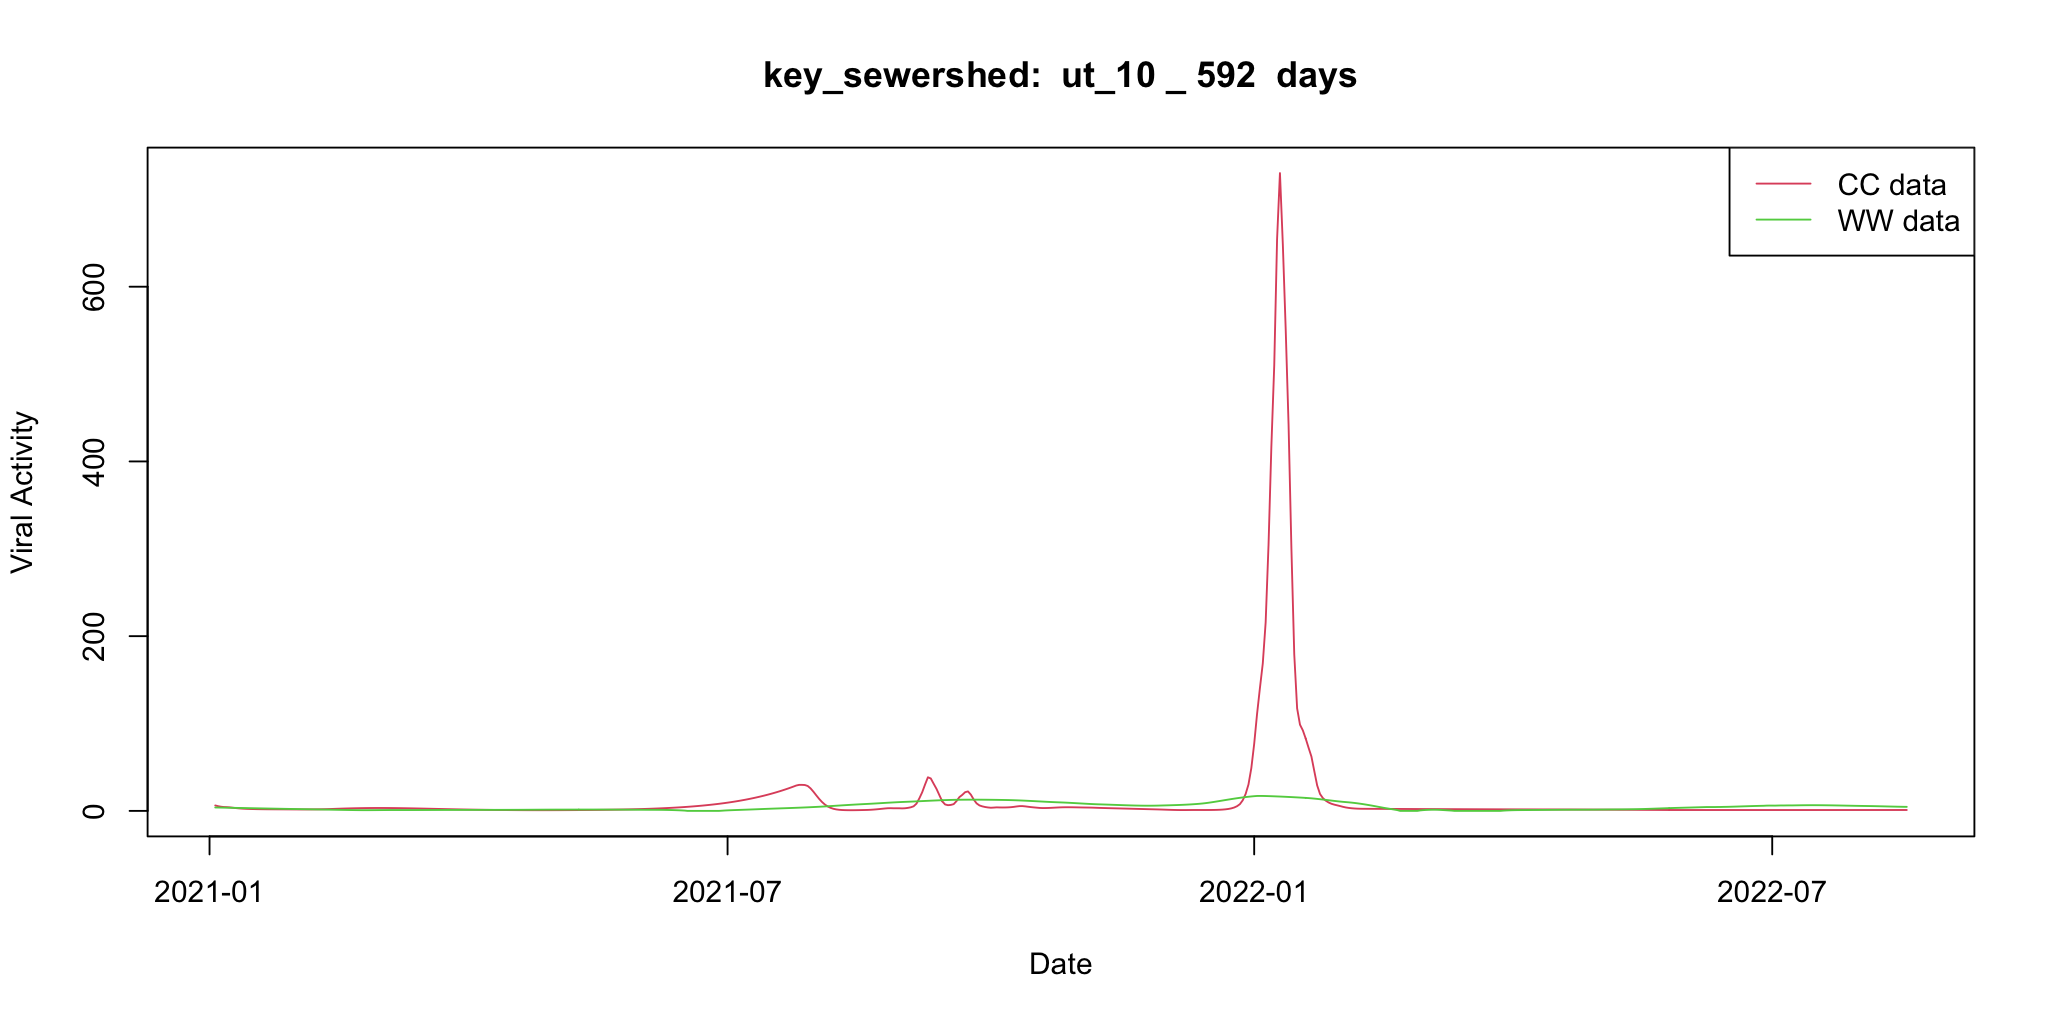 key_sewershed: ut_10 _ 592 days
CC data
WW data
Viral Activity
600
400
200
0
2021-01
2021-07
2022-01
2022-07
Date